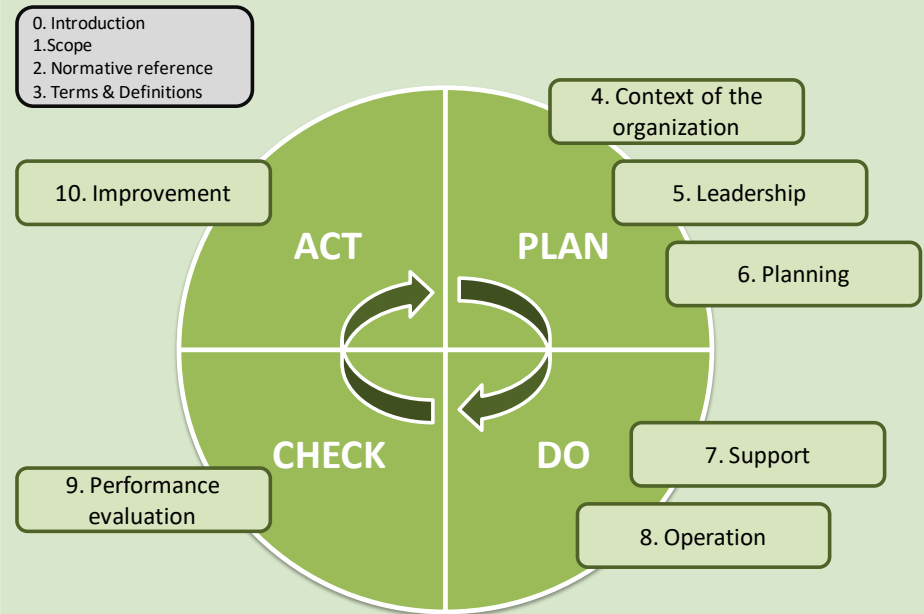 0. Introduction
1.Scope
2. Normative reference
3. Terms & Definitions
4. Context of the
organization
10. Improvement
5. Leadership
ACT
PLAN
6. Planning
CHECK
DO
7. Support
9. Performance
evaluation
8. Operation